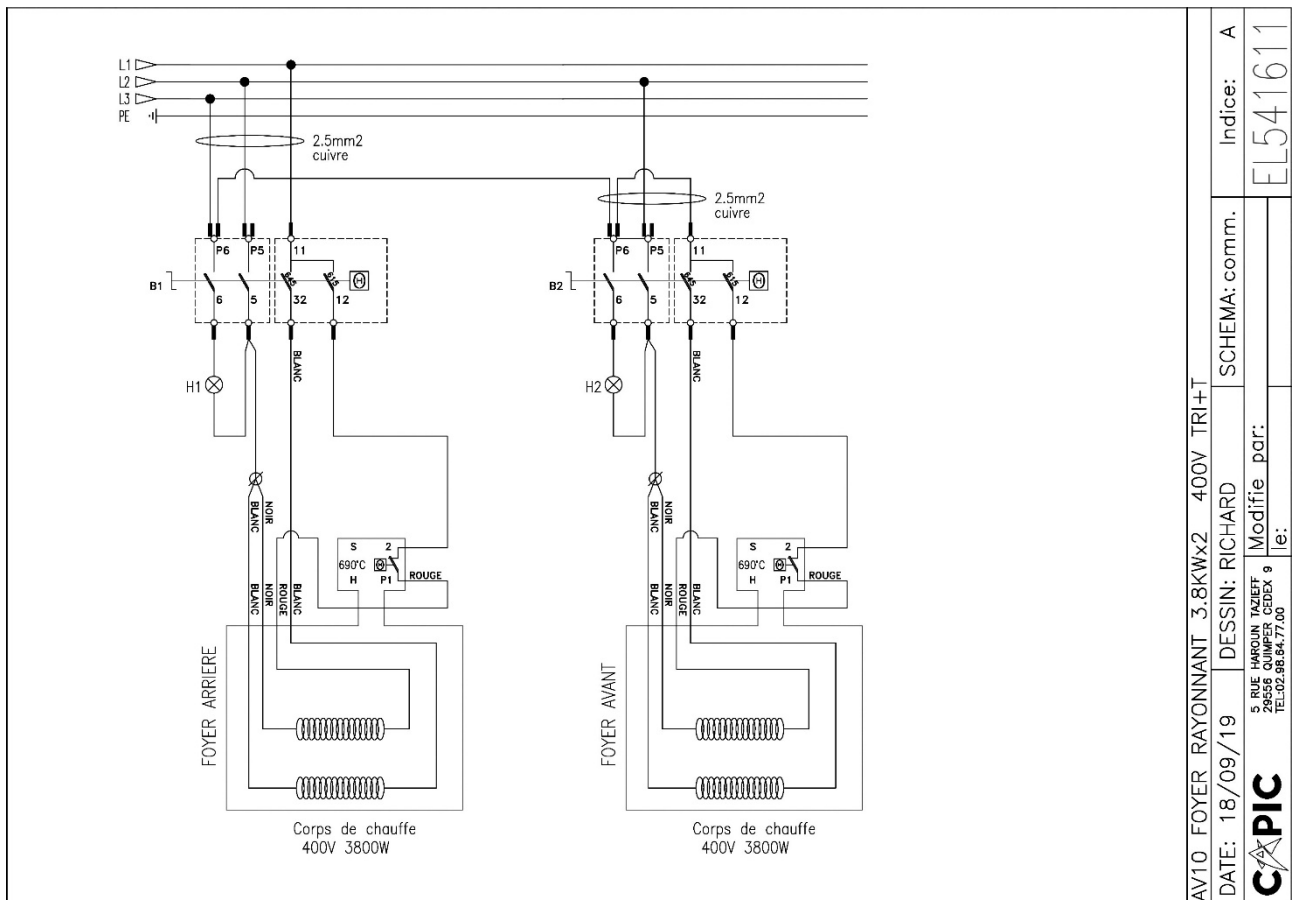 L1
L2
L3
PE
2.5mm2
cuivre
2.5mm2
cuivre
P6 P5 11
B1 645 615
6 5 32 12
P6 P5 11
B2 645 615
6 5 32 12
BLANC
BLANC
H1
H2
BLANC
NOIR
BLANC
NOIR
S 2
690°C
H P1
ROUGE
S 2
690°C
H P1
ROUGE
BLANC
NOIR
ROUGE
BLANC
BLANC
NOIR
ROUGE
BLANC
FOYER ARRIERE
FOYER AVANT
Corps de chauffe
400V 3800W
Corps de chauffe
400V 3800W
AV10 FOYER RAYONNANT 3.8KWx2 400V TRI+T
DATE: 18/09/19 DESSIN: RICHARD SCHEMA: comm. Indice: A
CAPIC
5 RUE HAROUN TAZIEFF
29556 QUIMPER CEDEX 9
TEL:02.98.64.77.00
Modifie par:
le:
EL541611